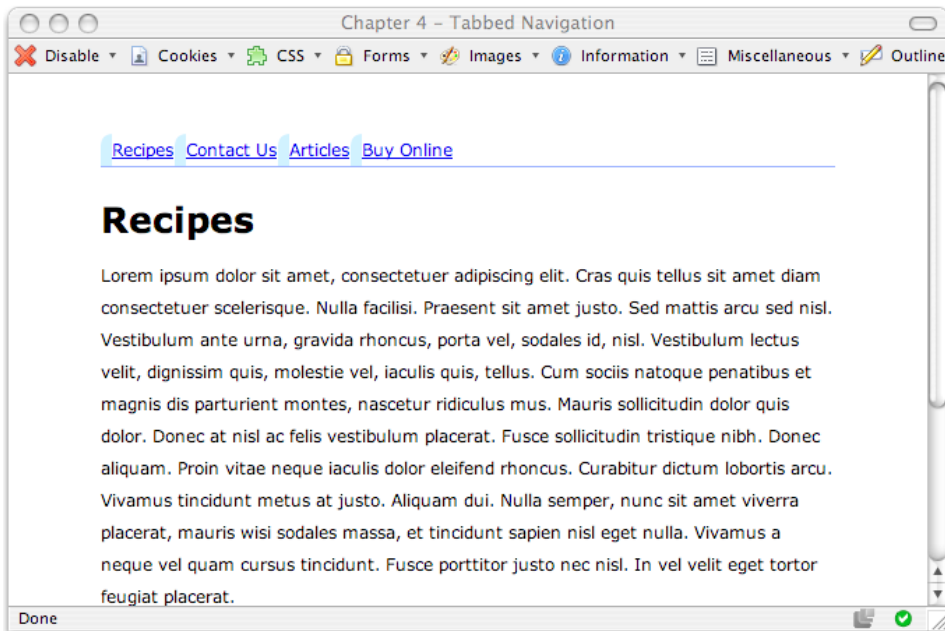 Chapter 4 – Tabbed Navigation
Disable Cookies CSS Forms Images Information Miscellaneous Outline
Recipes Contact Us Articles Buy Online
Recipes
Lorem ipsum dolor sit amet, consectetuer adipiscing elit. Cras quis tellus sit amet diam
consectetuer scelerisque. Nulla facilisi. Praesent sit amet justo. Sed mattis arcu sed nisl.
Vestibulum ante urna, gravida rhoncus, porta vel, sodales id, nisl. Vestibulum lectus
velit, dignissim quis, molestie vel, iaculis quis, tellus. Cum sociis natoque penatibus et
magnis dis parturient montes, nascetur ridiculus mus. Mauris sollicitudin dolor quis
dolor. Donec at nisl ac felis vestibulum placerat. Fusce sollicitudin tristique nibh. Donec
aliquam. Proin vitae neque iaculis dolor eleifend rhoncus. Curabitur dictum lobortis arcu.
Vivamus tincidunt metus at justo. Aliquam dui. Nulla semper, nunc sit amet viverra
placerat, mauris wisi sodales massa, et tincidunt sapien nisl eget nulla. Vivamus a
neque vel quam cursus tincidunt. Fusce porttitor justo nec nisl. In vel velit eget tortor
feugiat placerat.
Done